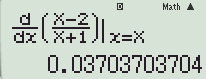 D Math ▲
d/dx((X-2)/(X+1))|x=X
0.03703703704